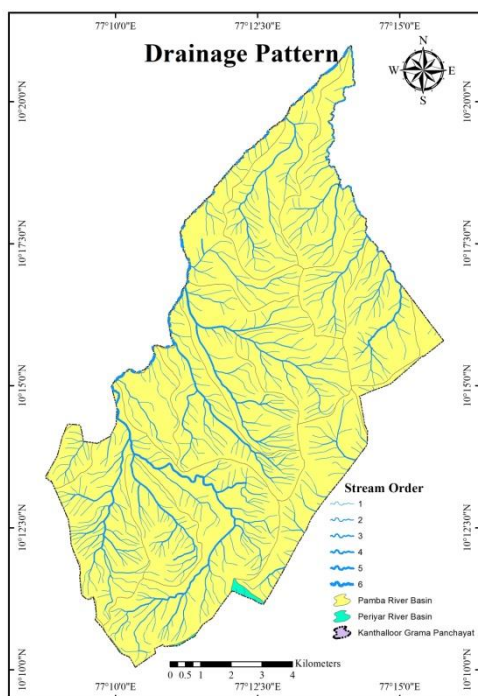 77°10'0"E 77°12'30"E 77°15'0"E
Drainage Pattern
N
W E
S
10°20'0"N 10°20'0"N
10°17'30"N 10°17'30"N
10°15'0"N 10°15'0"N
10°12'30"N 10°12'30"N
10°10'0"N 10°10'0"N
Stream Order
1
2
3
4
5
6
Pamba River Basin
Periyar River Basin
Kanthalloor Grama Panchayat
Kilometers
0 0.5 1 2 3 4
77°10'0"E 77°12'30"E 77°15'0"E